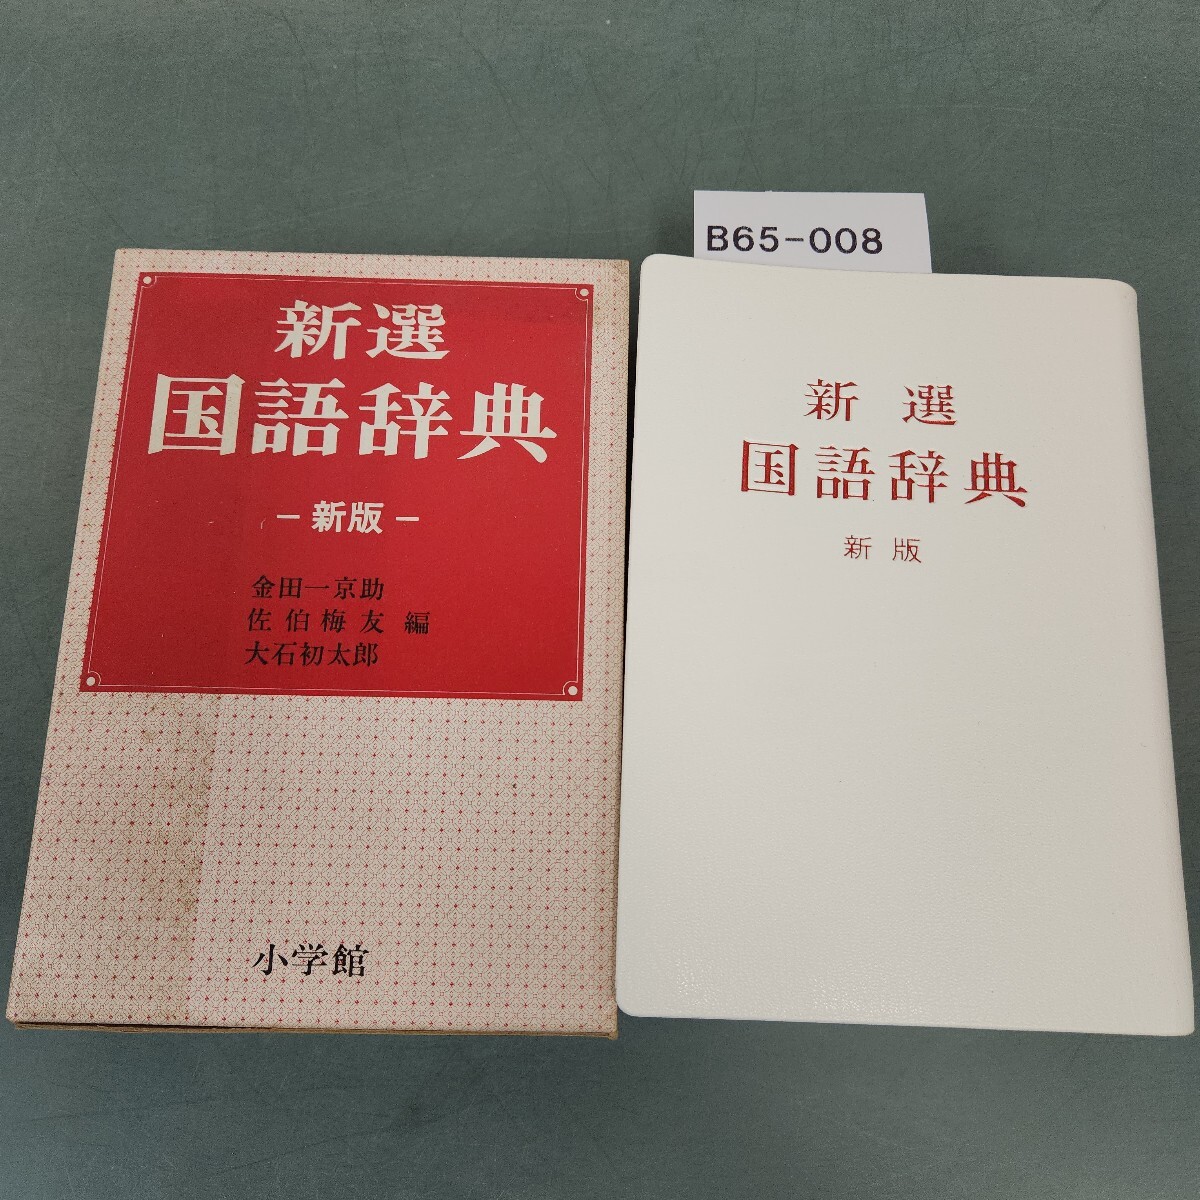 新選
国語辞典
－新版－
金田一京助
佐伯梅友 編
大石初太郎
小学館
B65-008
新選
国語辞典
新版